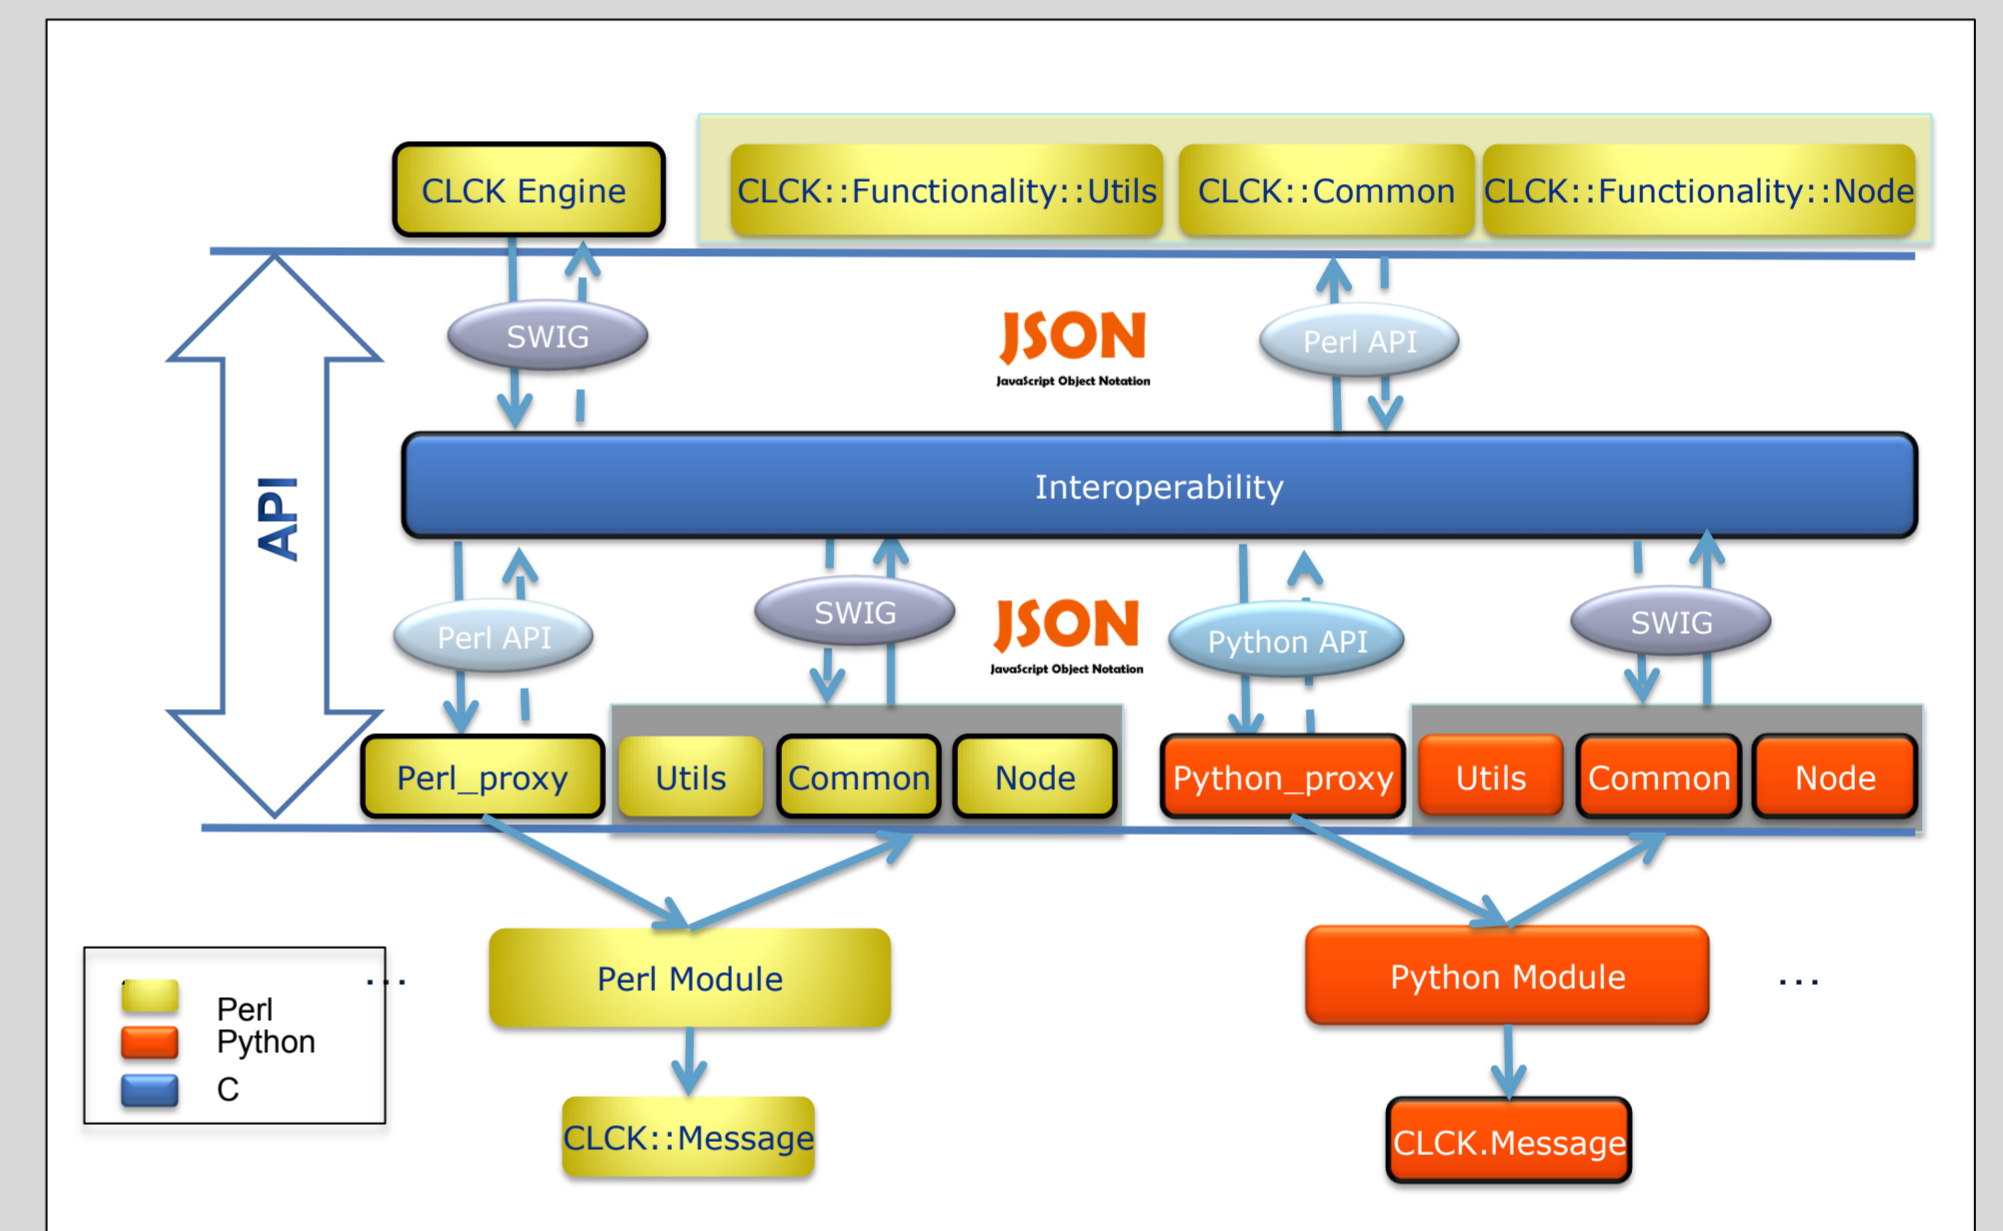 CLCK Engine
CLCK::Functionality::Utils
CLCK::Common
CLCK::Functionality::Node
SWIG
JSON
JavaScript Object Notation
Perl API
API
Interoperability
Perl API
SWIG
JSON
JavaScript Object Notation
Python API
SWIG
Perl_proxy
Utils
Common
Node
Python_proxy
Utils
Common
Node
...
Perl Module
Python Module
...
Perl
Python
C
CLCK::Message
CLCK.Message